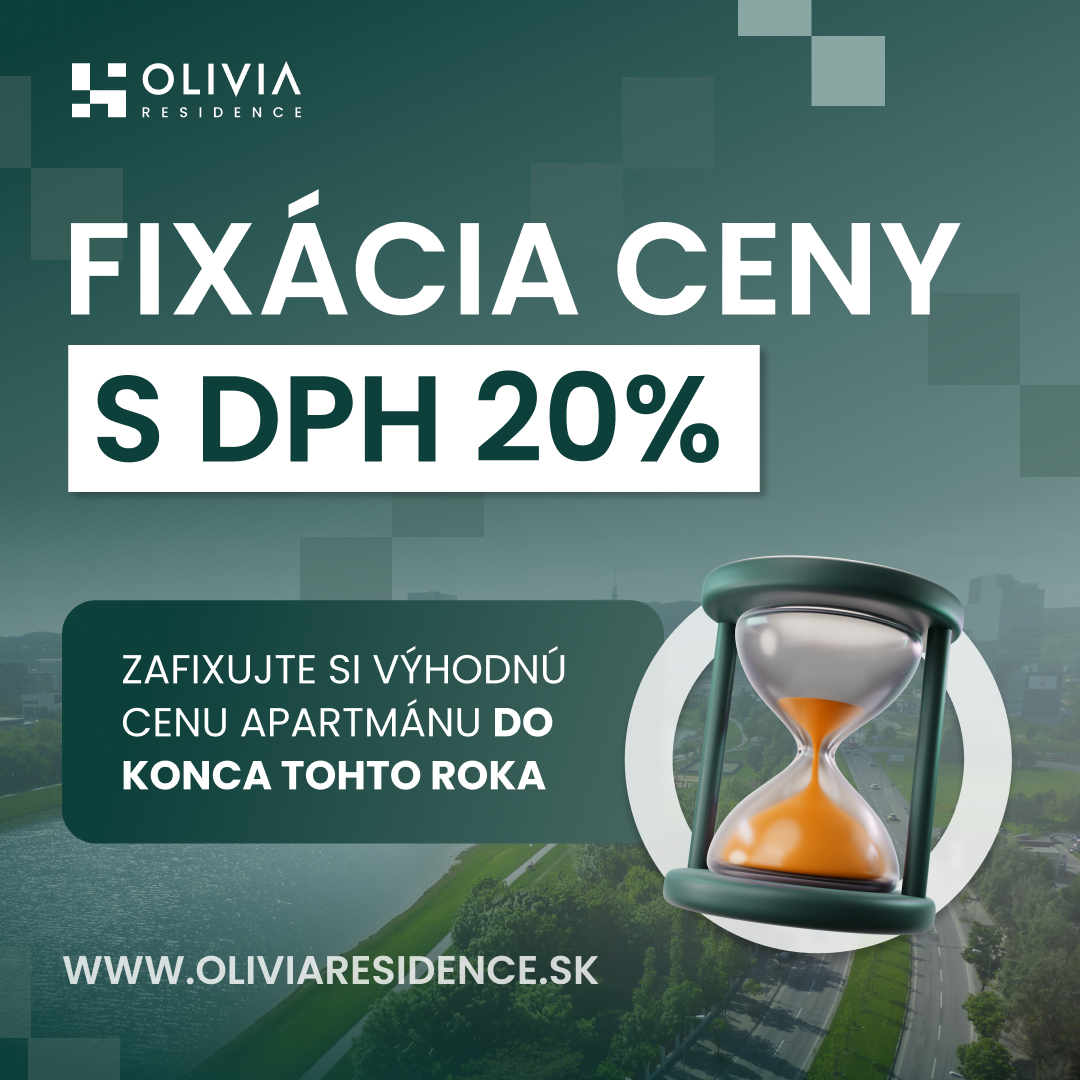 OLIVIA
RESIDENCE
FIXÁCIA CENY
S DPH 20%
ZAFIXUJTE SI VÝHODNÚ
CENU APARTMÁNU DO
KONCA TOHTO ROKA
WWW.OLIVIARESIDENCE.SK